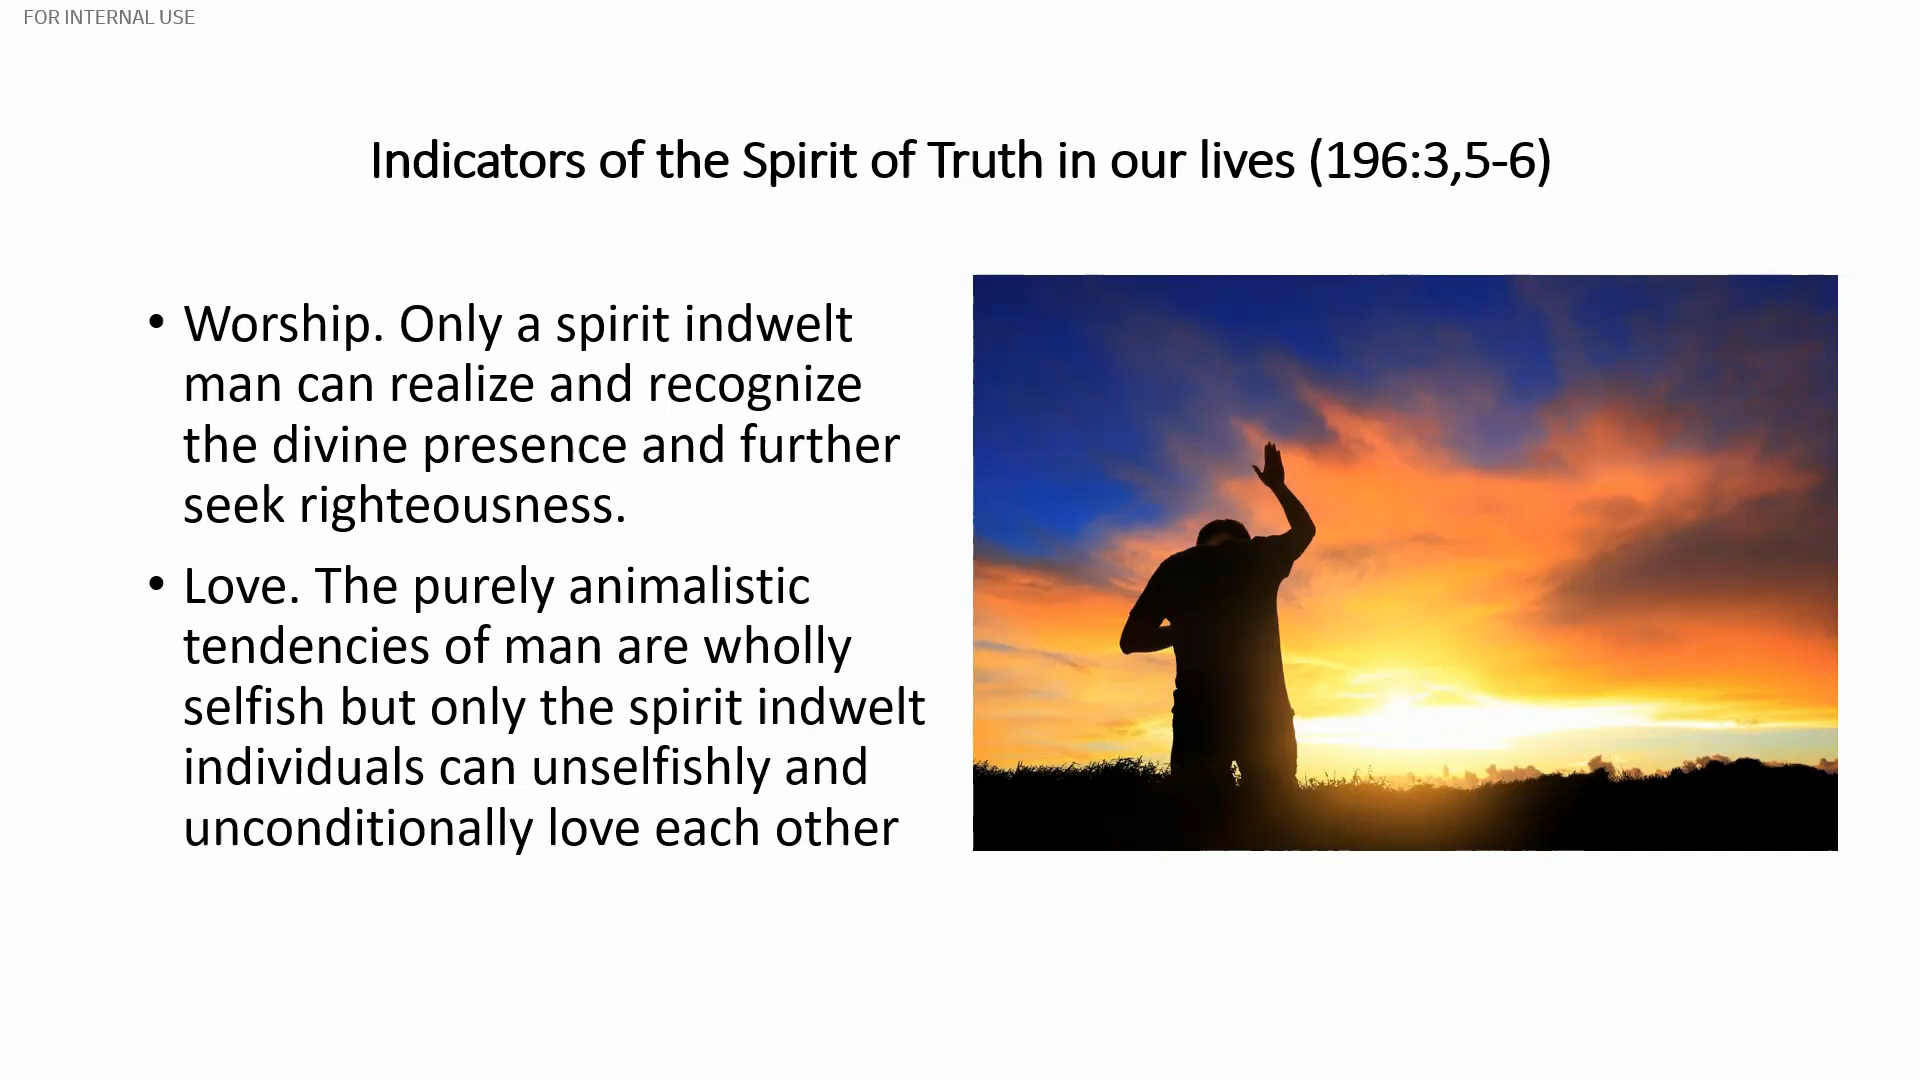 FOR INTERNAL USE
Indicators of the Spirit of Truth in our lives (196:3,5-6)
• Worship. Only a spirit indwelt
man can realize and recognize
the divine presence and further
seek righteousness.
• Love. The purely animalistic
tendencies of man are wholly
selfish but only the spirit indwelt
individuals can unselfishly and
unconditionally love each other